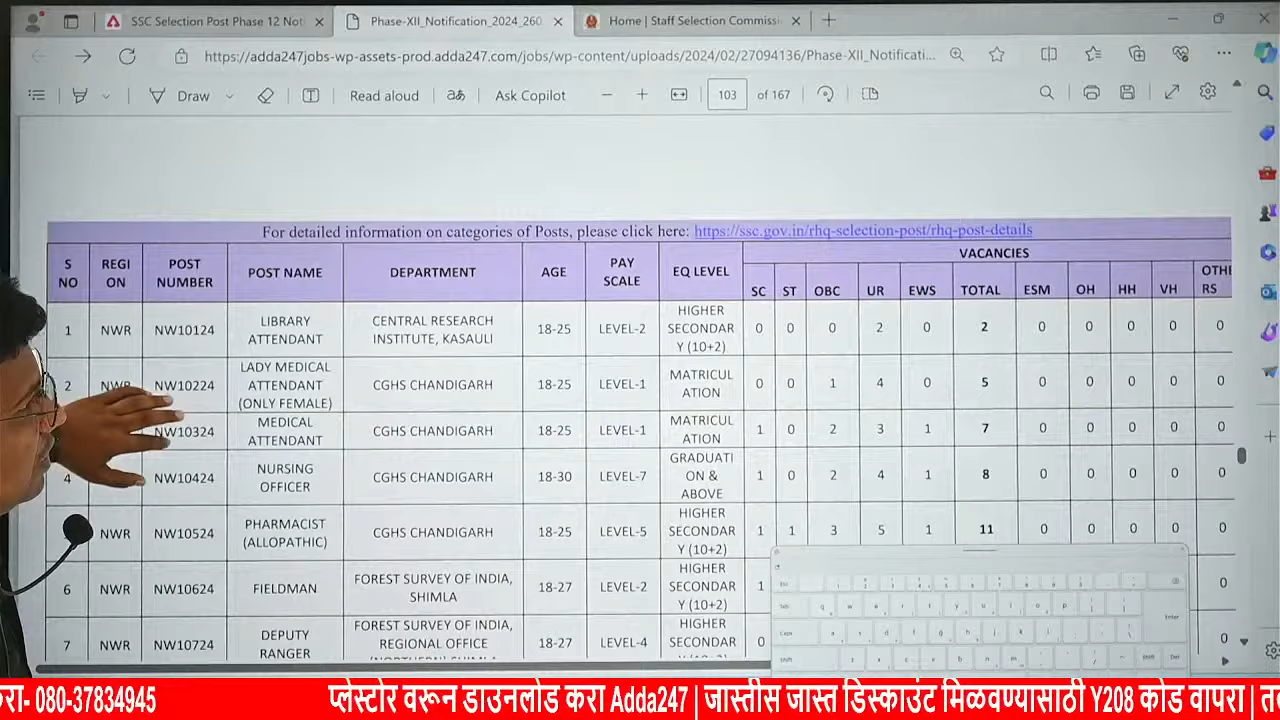 SSC Selection Post Phase 12 Not
Phase-XII_Notification_2024_260
Home | Staff Selection Commissi
https://adda247jobs-wp-assets-prod.adda247.com/jobs/wp-content/uploads/2024/02/27094136/Phase-XII_Notificati...
Draw
Read aloud
Ask Copilot
103 of 167
For detailed information on categories of Posts, please click here: https://ssc.gov.in/rhq-selection-post/rhq-post-details
S NO REGI ON POST NUMBER POST NAME DEPARTMENT AGE PAY SCALE EQ LEVEL VACANCIES
SC ST OBC UR EWS TOTAL ESM OH HH VH OTHE RS
1 NWR NW10124 LIBRARY ATTENDANT CENTRAL RESEARCH INSTITUTE, KASAULI 18-25 LEVEL-2 HIGHER SECONDAR Y (10+2) 0 0 0 2 0 2 0 0 0 0 0
2 NWR NW10224 LADY MEDICAL ATTENDANT (ONLY FEMALE) CGHS CHANDIGARH 18-25 LEVEL-1 MATRICUL ATION 0 0 1 4 0 5 0 0 0 0 0
NW10324 MEDICAL ATTENDANT CGHS CHANDIGARH 18-25 LEVEL-1 MATRICUL ATION 1 0 2 3 1 7 0 0 0 0 0
4 NW10424 NURSING OFFICER CGHS CHANDIGARH 18-30 LEVEL-7 GRADUATI ON & ABOVE 1 0 2 4 1 8 0 0 0 0 0
NWR NW10524 PHARMACIST (ALLOPATHIC) CGHS CHANDIGARH 18-25 LEVEL-5 HIGHER SECONDAR Y (10+2) 1 1 3 5 1 11 0 0 0 0 0
6 NWR NW10624 FIELDMAN FOREST SURVEY OF INDIA, SHIMLA 18-27 LEVEL-2 HIGHER SECONDAR Y (10+2) 1 0
7 NWR NW10724 DEPUTY RANGER FOREST SURVEY OF INDIA, REGIONAL OFFICE 18-27 LEVEL-4 HIGHER SECONDAR 0 0
रा- 080-37834945 प्लेस्टोर वरून डाउनलोड करा Adda247 | जास्तीस जास्त डिस्काउंट मिळवण्यासाठी Y208 कोड वापरा | त